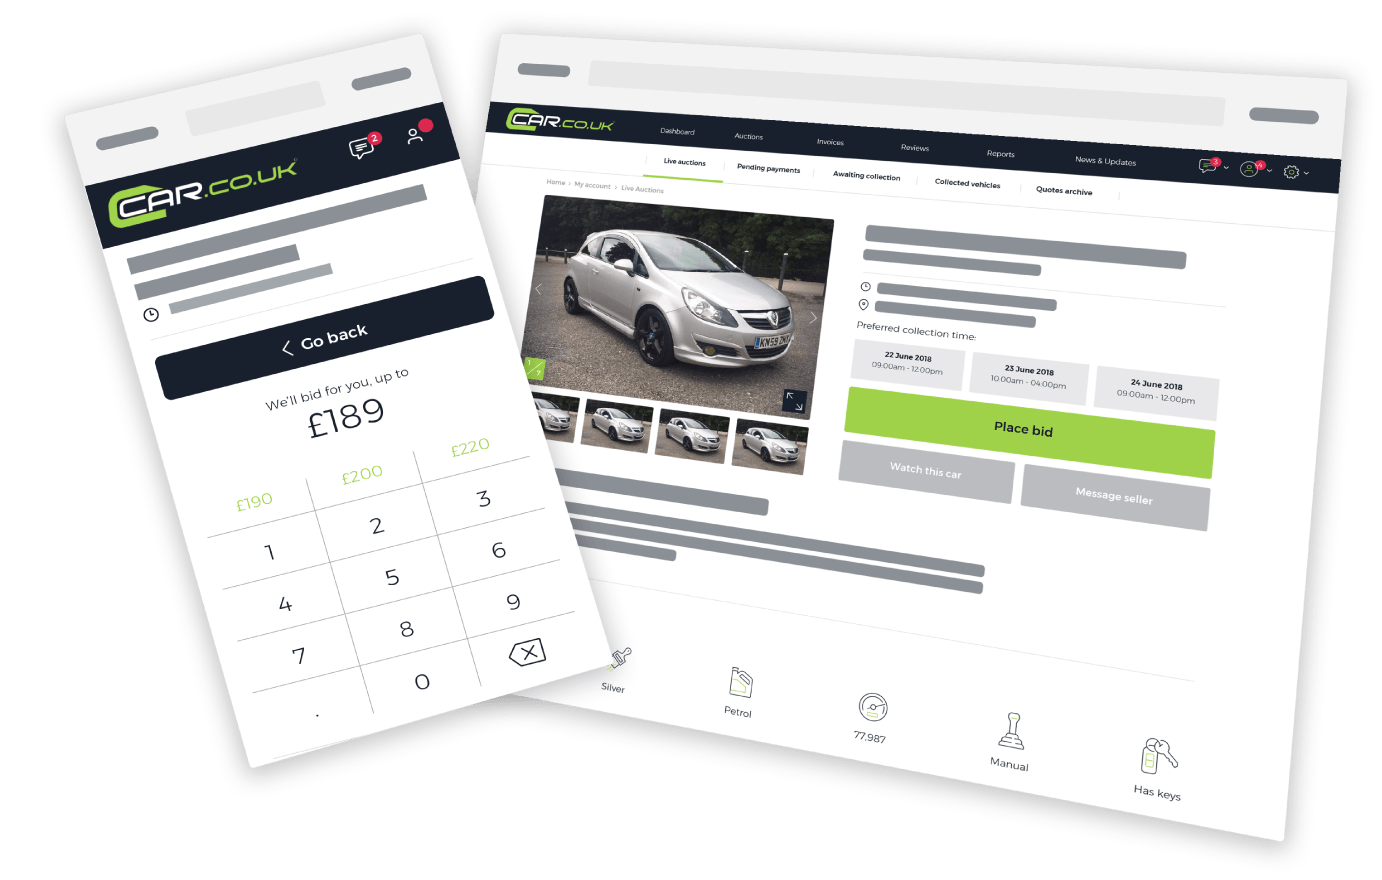 2
CAR.CO.UK
Go back
We'll bid for you, up to
£189
£190 £200 £220
1 2 3
4 5 6
7 8 9
. 0
CAR.CO.UK
Dashboard Auctions Invoices Reviews Reports News & Updates
3
Live auctions Pending payments Awaiting collection Collected vehicles Quotes archive
Home > My account > Live Auctions
Preferred collection time:
22 June 2018 23 June 2018 24 June 2018
09:00am - 12:00pm 10:00am - 04:00pm 09:00am - 12:00pm
Place bid
Watch this car Message seller
Silver Petrol 77,987 Manual Has keys